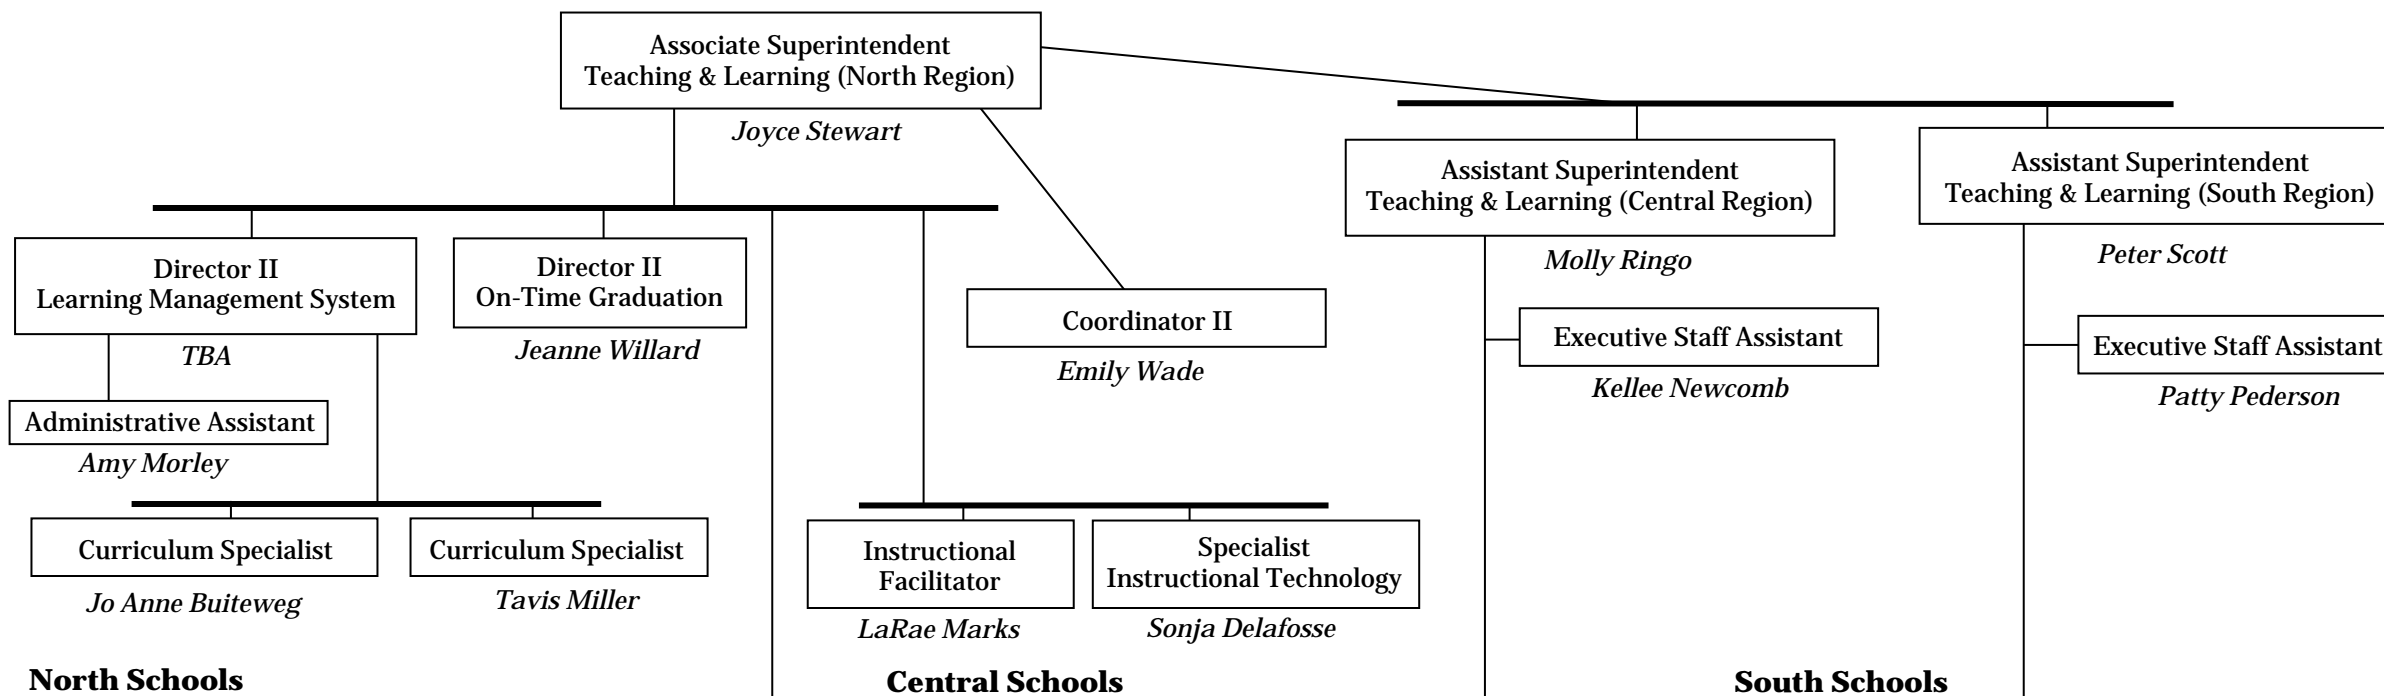 Associate Superintendent
Teaching & Learning (North Region)
Joyce Stewart
Assistant Superintendent
Teaching & Learning (Central Region)
Molly Ringo
Assistant Superintendent
Teaching & Learning (South Region)
Peter Scott
Director II
Learning Management System
TBA
Director II
On-Time Graduation
Jeanne Willard
Coordinator II
Emily Wade
Executive Staff Assistant
Kellee Newcomb
Executive Staff Assistant
Patty Pederson
Administrative Assistant
Amy Morley
Curriculum Specialist
Jo Anne Buiteweg
Curriculum Specialist
Tavis Miller
Instructional
Facilitator
LaRae Marks
Specialist
Instructional Technology
Sonja Delafosse
North Schools
Central Schools
South Schools